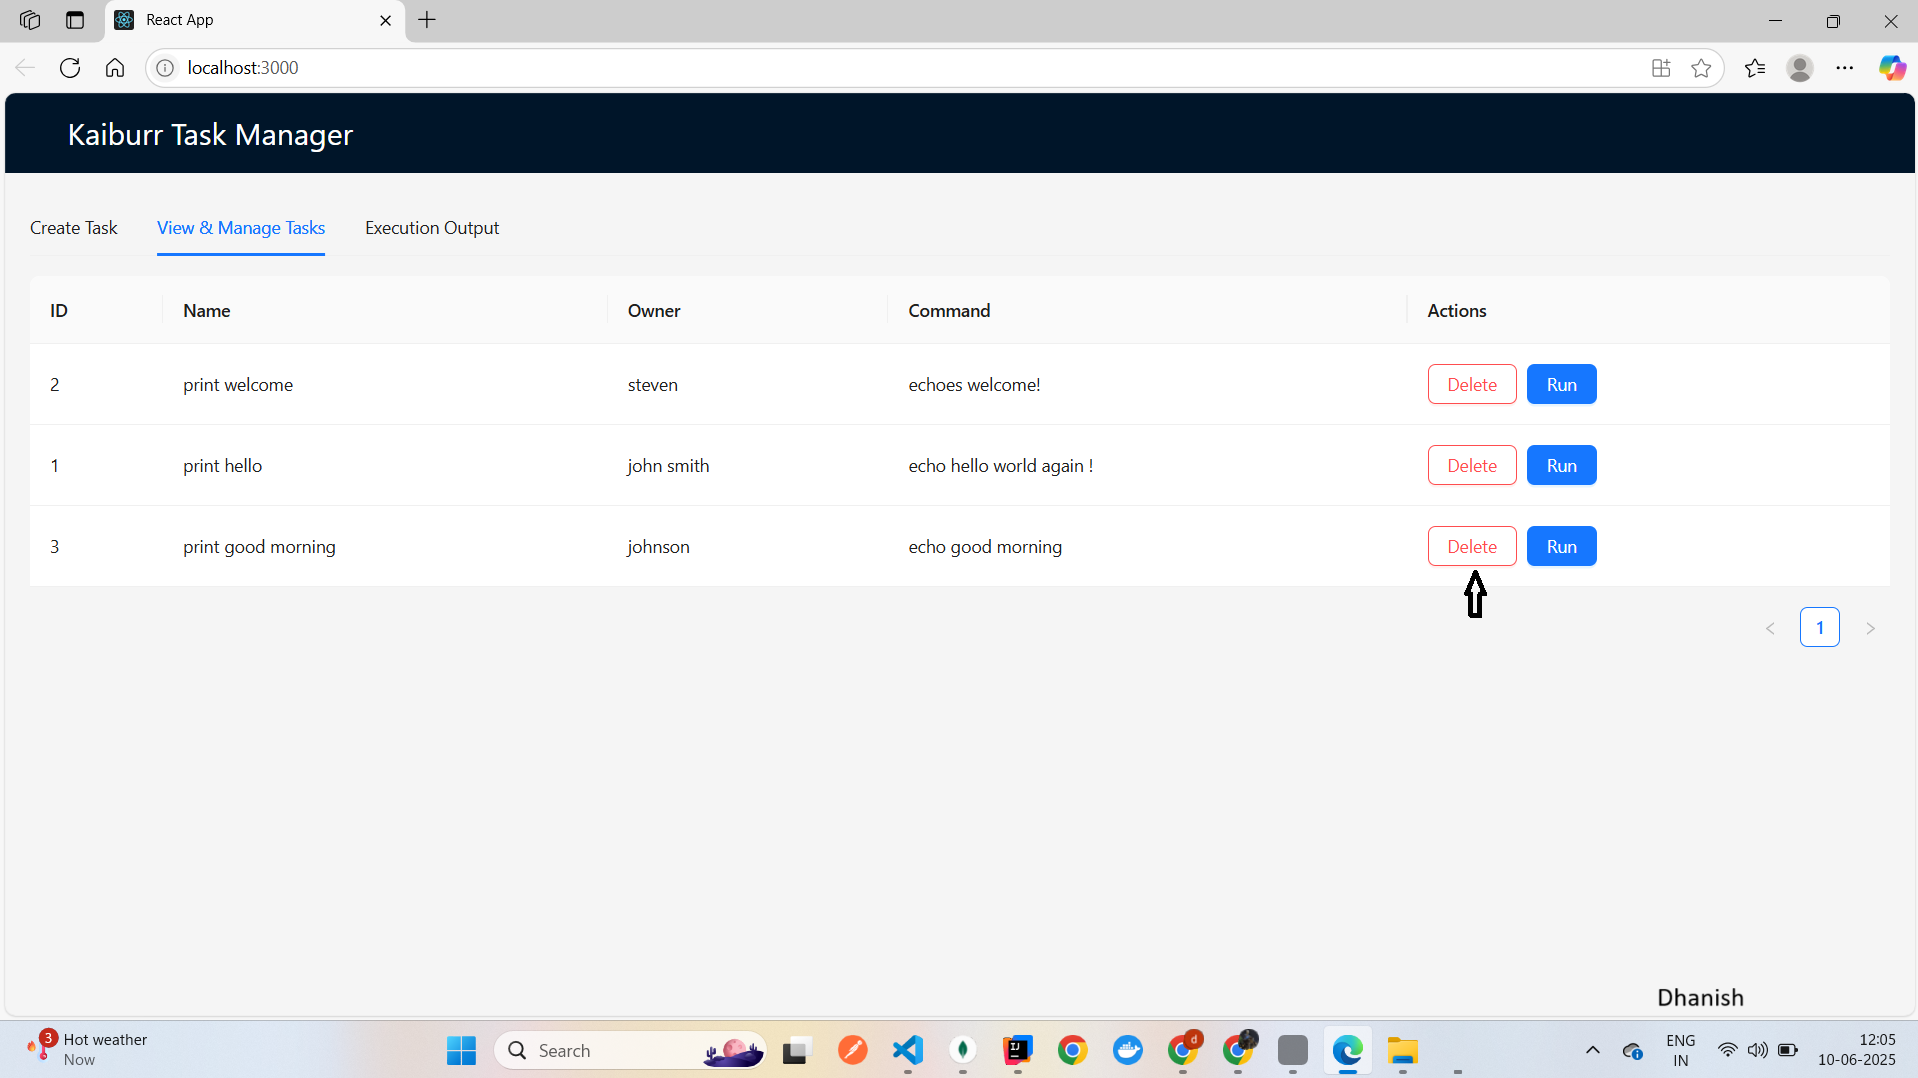 React App
localhost:3000
Kaiburr Task Manager
Create Task View & Manage Tasks Execution Output
ID Name Owner Command Actions
2 print welcome steven echoes welcome! Delete Run
1 print hello john smith echo hello world again ! Delete Run
3 print good morning johnson echo good morning Delete Run
1
Dhanish
3 Hot weather
Now
Search
IJ
d
ENG
IN
12:05
10-06-2025